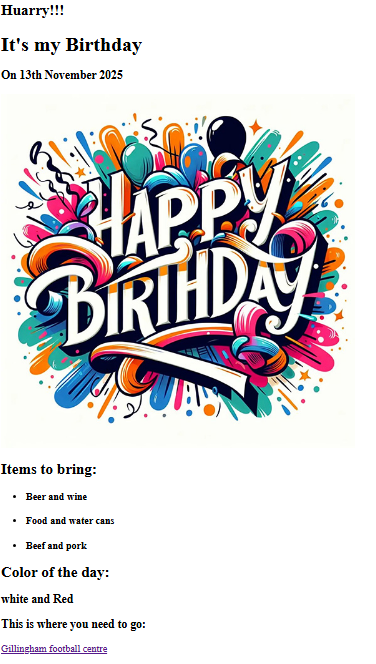 Huarry!!!
It's my Birthday
On 13th November 2025
HAPPY
BIRTHDAY
Items to bring:
Beer and wine
Food and water cans
Beef and pork
Color of the day:
white and Red
This is where you need to go:
Gillingham football centre